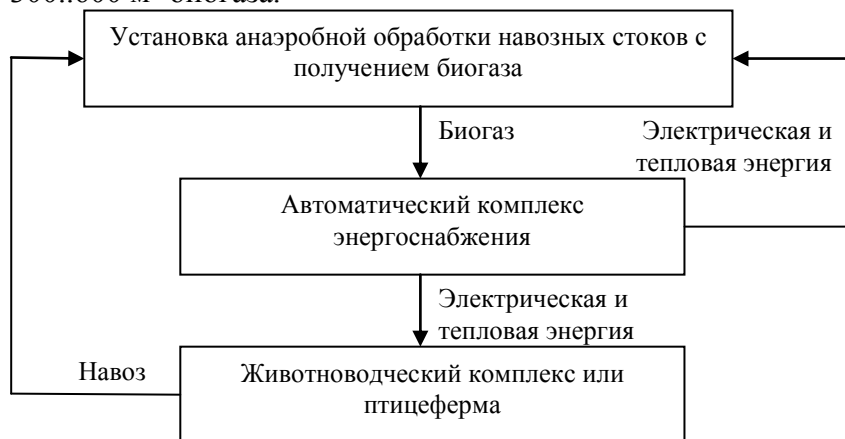 Установка анаэробной обработки навозных стоков с
получением биогаза
Биогаз
Электрическая и
тепловая энергия
Автоматический комплекс
энергоснабжения
Электрическая и
тепловая энергия
Навоз
Животноводческий комплекс или
птицеферма